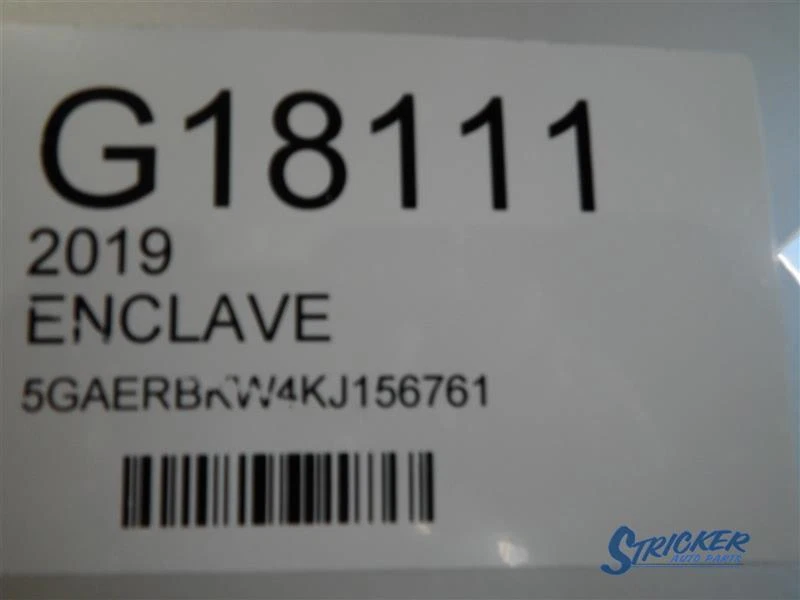 G18111
2019
ENCLAVE
5GAERBKW4KJ156761
STRICKER
AUTO PARTS